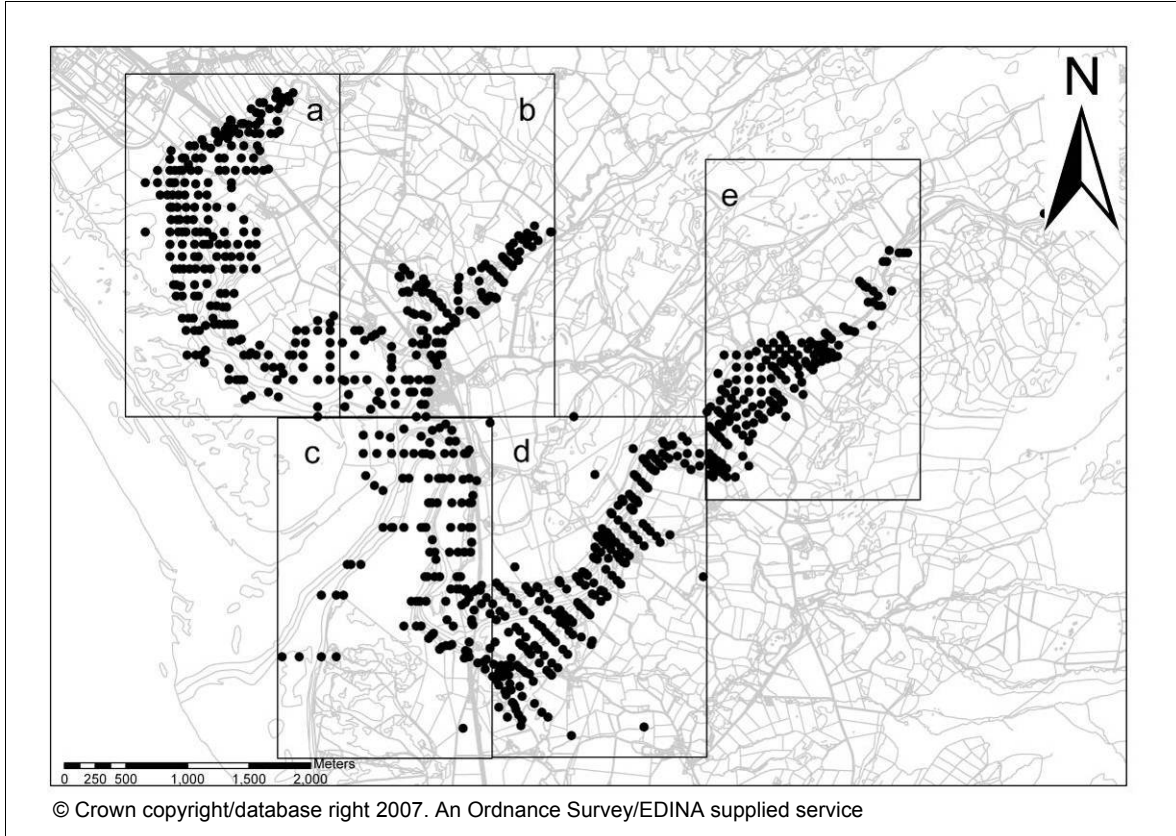 N
a
b
e
c
d
Meters
0 250 500 1,000 1,500 2,000
© Crown copyright/database right 2007. An Ordnance Survey/EDINA supplied service